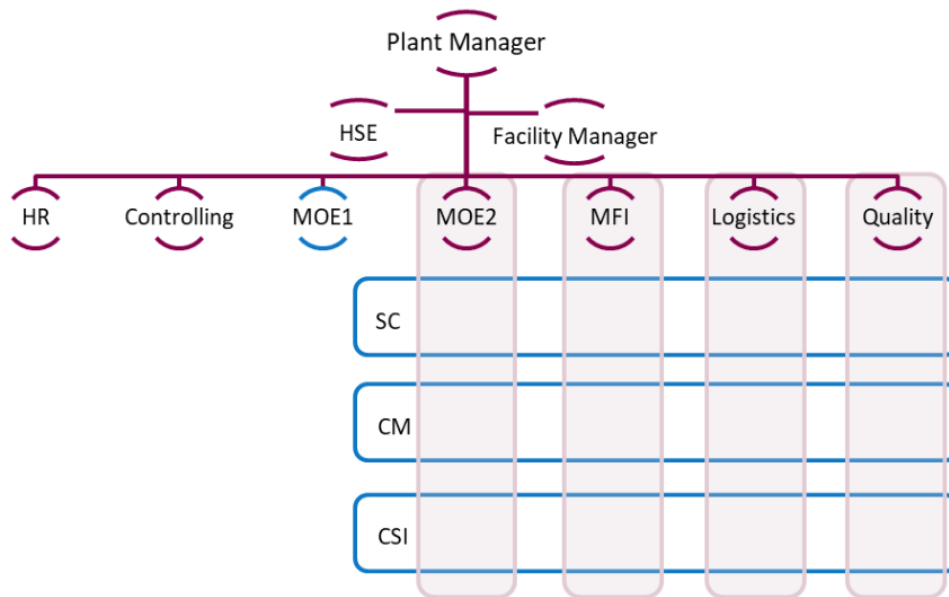 Plant Manager
HSE
Facility Manager
HR
Controlling
MOE1
MOE2
MFI
Logistics
Quality
SC
CM
CSI